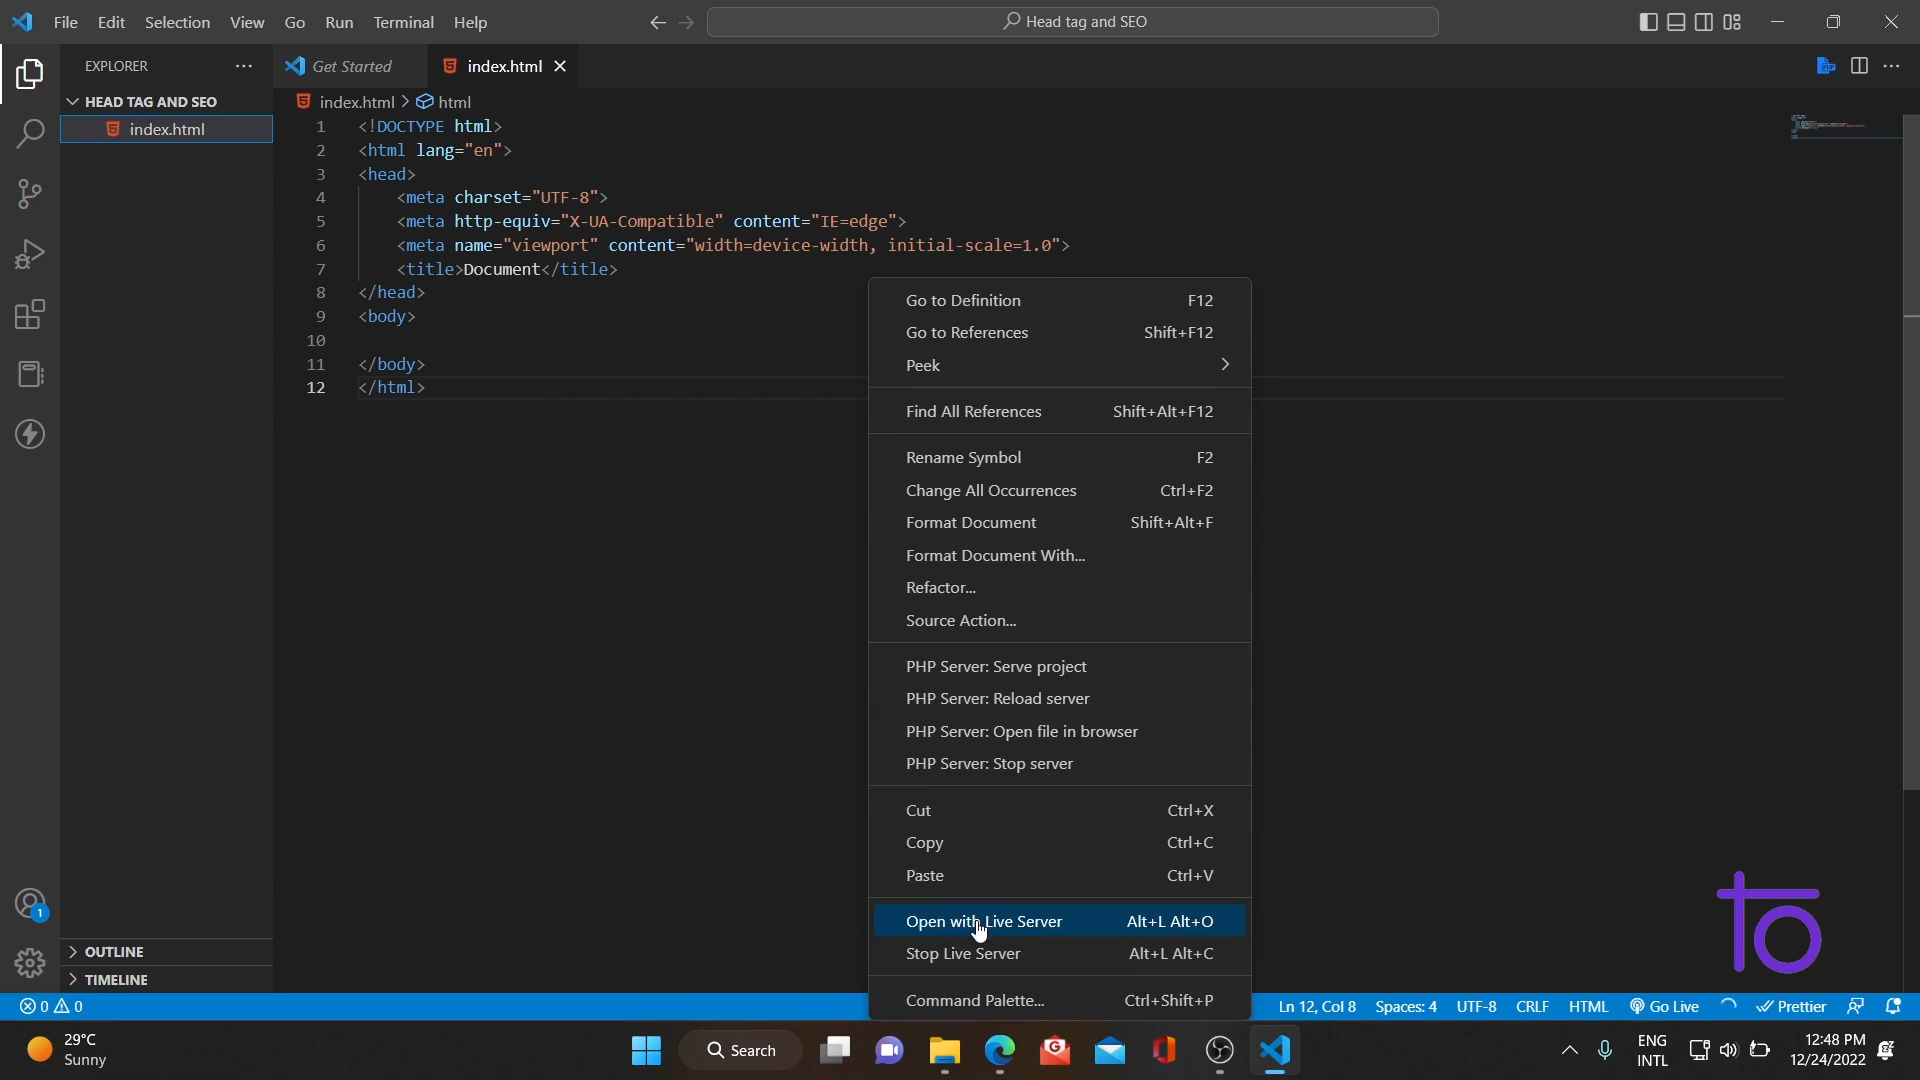 File Edit Selection View Go Run Terminal Help
Head tag and SEO
EXPLORER
Get Started
index.html
HEAD TAG AND SEO
index.html
index.html > html
1 <!DOCTYPE html>
2 <html lang="en">
3 <head>
4 <meta charset="UTF-8">
5 <meta http-equiv="X-UA-Compatible" content="IE=edge">
6 <meta name="viewport" content="width=device-width, initial-scale=1.0">
7 <title>Document</title>
8 </head>
9 <body>
10
11 </body>
12 </html>
Go to Definition F12
Go to References Shift+F12
Peek
Find All References Shift+Alt+F12
Rename Symbol F2
Change All Occurrences Ctrl+F2
Format Document Shift+Alt+F
Format Document With...
Refactor...
Source Action...
PHP Server: Serve project
PHP Server: Reload server
PHP Server: Open file in browser
PHP Server: Stop server
Cut Ctrl+X
Copy Ctrl+C
Paste Ctrl+V
Open with Live Server Alt+L Alt+O
Stop Live Server Alt+L Alt+C
Command Palette... Ctrl+Shift+P
1
OUTLINE
TIMELINE
to
0 0
Ln 12, Col 8 Spaces: 4 UTF-8 CRLF HTML Go Live Prettier
29°C
Sunny
Search
ENG
INTL
12:48 PM
12/24/2022